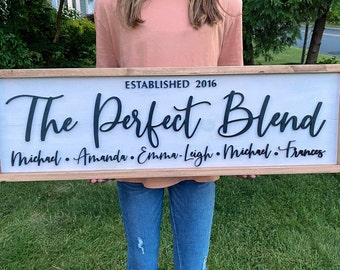 ESTABLISHED 2016
The Perfect Blend
Michael • Amanda • Emma-Leigh • Michael • Frances